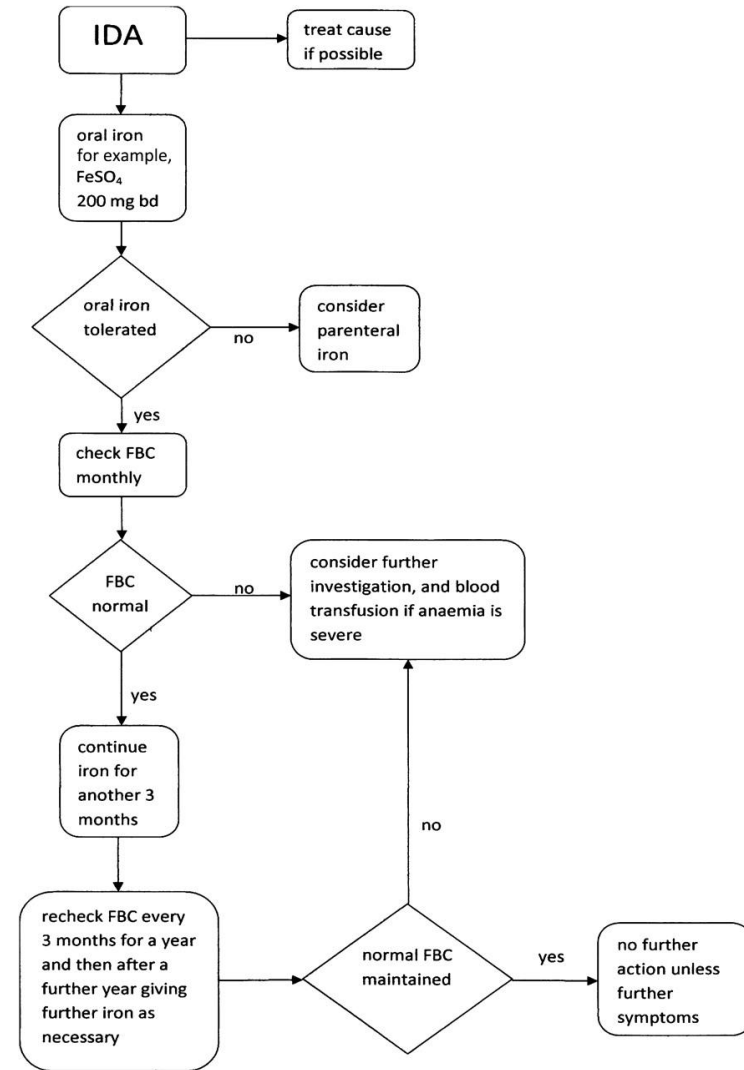 IDA
treat cause
if possible
oral iron
for example,
FeSO₄
200 mg bd
oral iron
tolerated
no
consider
parenteral
iron
yes
check FBC
monthly
FBC
normal
no
consider further
investigation, and blood
transfusion if anaemia is
severe
yes
continue
iron for
another 3
months
no
recheck FBC every
3 months for a year
and then after a
further year giving
further iron as
necessary
normal FBC
maintained
yes
no further
action unless
further
symptoms